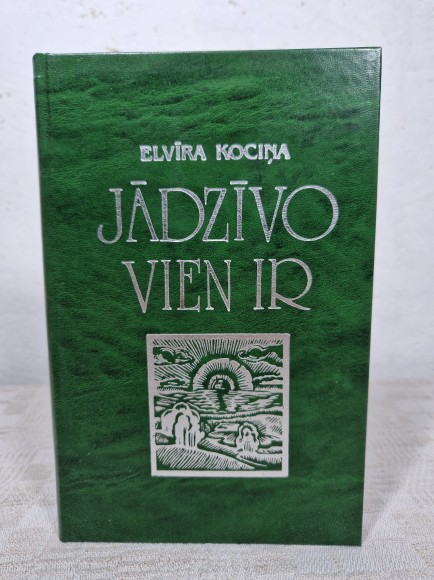 ELVĪRA KOCIŅA
JĀDZĪVO
VIEN IR